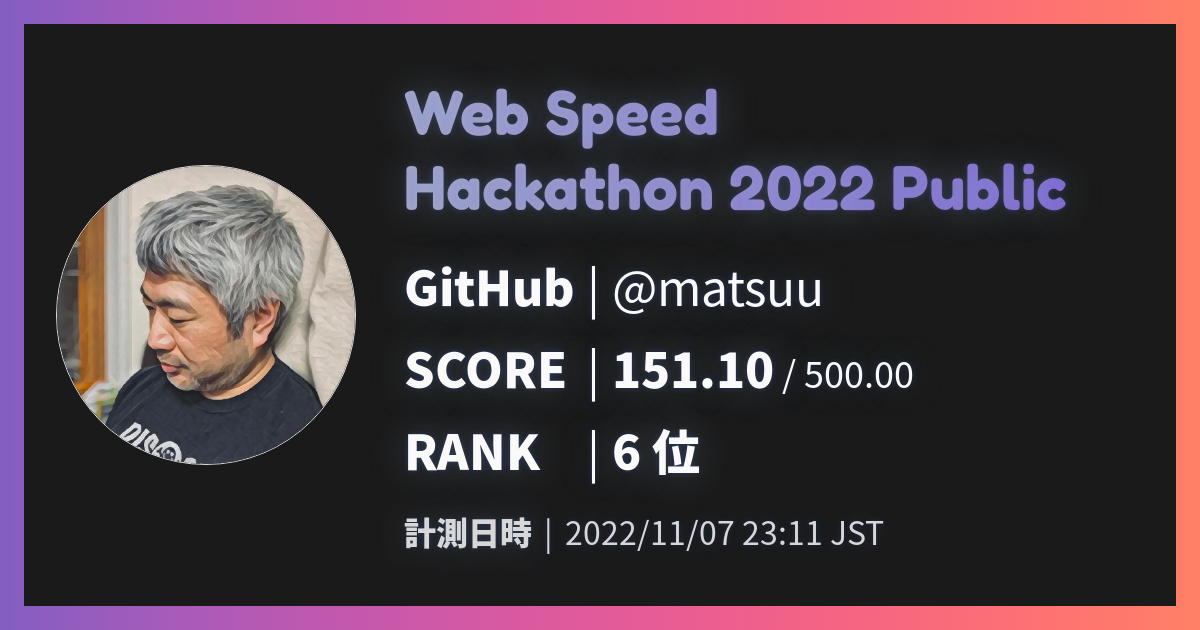 Web Speed
Hackathon 2022 Public
GitHub | @matsuu
SCORE | 151.10 / 500.00
RANK | 6 位
計測日時 | 2022/11/07 23:11 JST